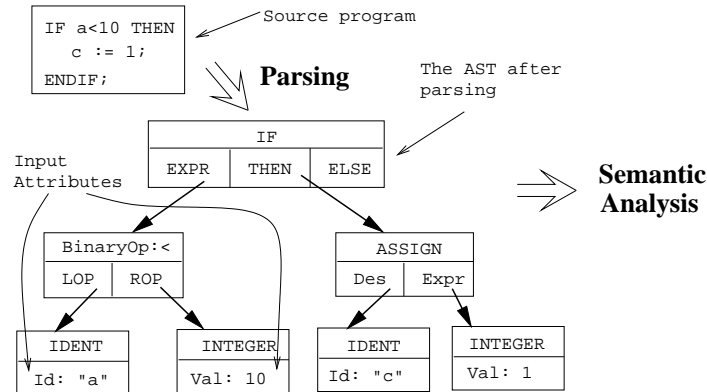 IF a<10 THEN
c := 1;
ENDIF;
Source program
Parsing
The AST after
parsing
IF
EXPR THEN ELSE
Input
Attributes
Semantic
Analysis
BinaryOp:<
LOP ROP
ASSIGN
Des Expr
IDENT
Id: "a"
INTEGER
Val: 10
IDENT
Id: "c"
INTEGER
Val: 1